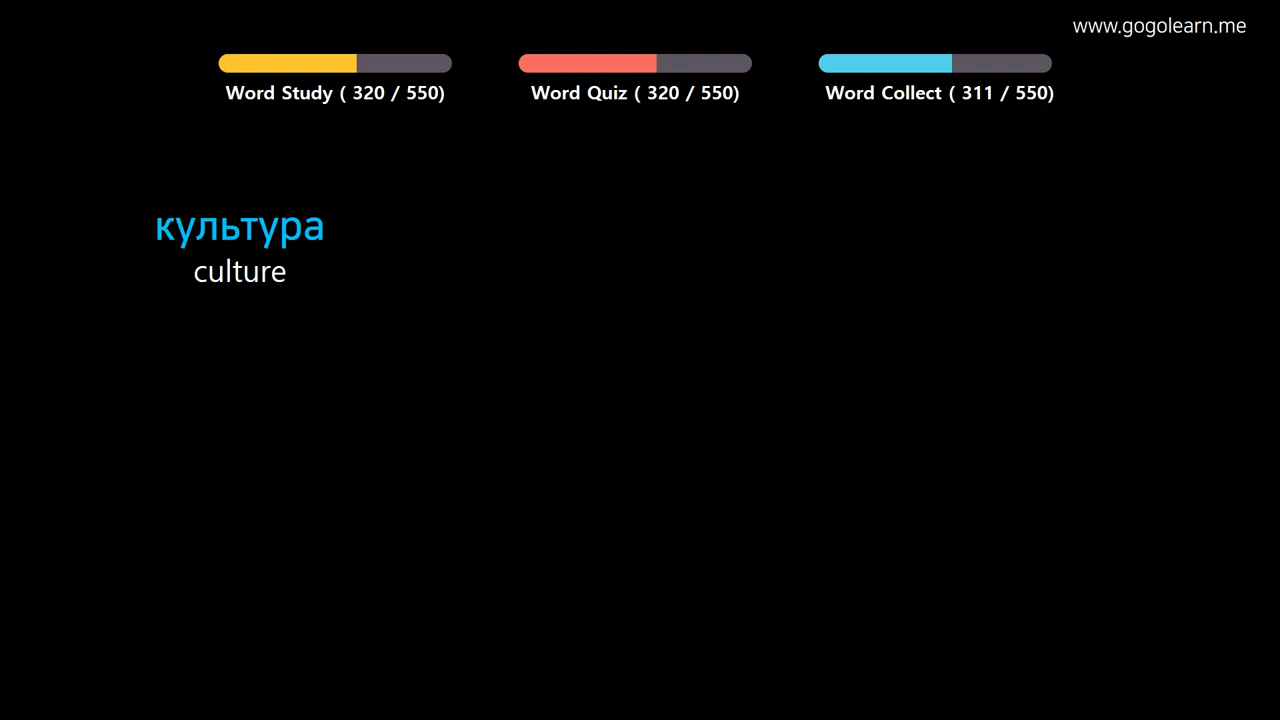 www.gogolearn.me
Word Study ( 320 / 550)
Word Quiz ( 320 / 550)
Word Collect ( 311 / 550)
культура
culture